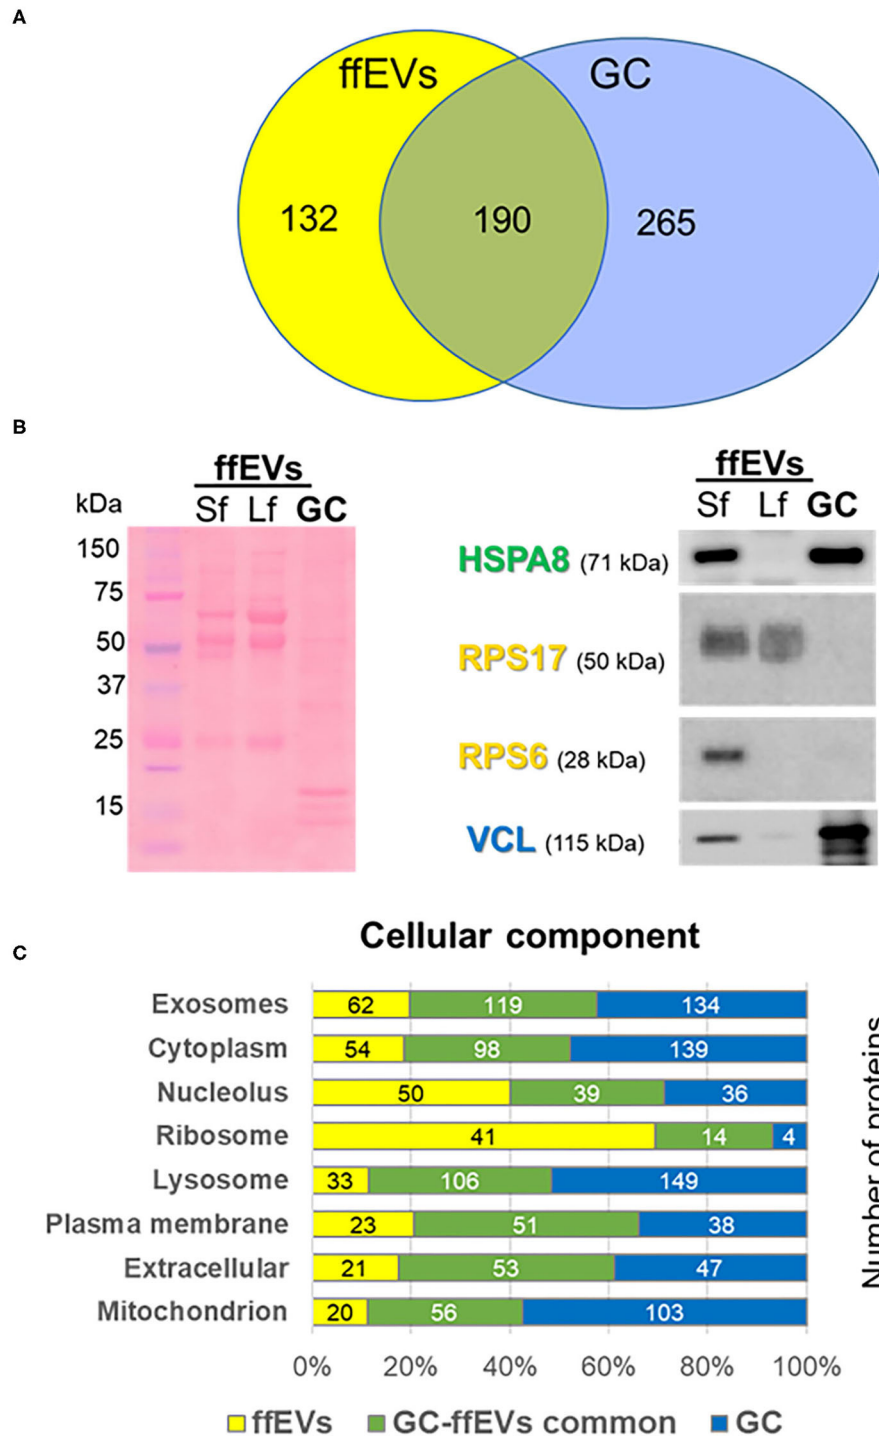 A
ffEVs GC
132 190 265
B
ffEVs
kDa Sf Lf GC
150
75
50
37
25
15
ffEVs
Sf Lf GC
HSPA8 (71 kDa)
RPS17 (50 kDa)
RPS6 (28 kDa)
VCL (115 kDa)
C
Cellular component
Exosomes 62 119 134
Cytoplasm 54 98 139
Nucleolus 50 39 36
Ribosome 41 14 4
Lysosome 33 106 149
Plasma membrane 23 51 38
Extracellular 21 53 47
Mitochondrion 20 56 103
0% 20% 40% 60% 80% 100%
ffEVs GC-ffEVs common GC
Number of proteins